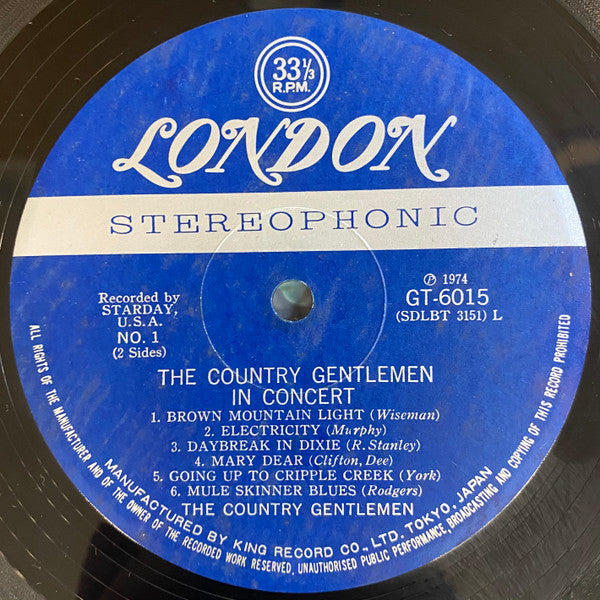 33⅓
R.P.M.
LONDON
STEREOPHONIC
Recorded by
STARDAY,
U.S.A.
NO. 1
(2 Sides)
℗ 1974
GT-6015
(SDLBT 3151) L
THE COUNTRY GENTLEMEN
IN CONCERT
1. BROWN MOUNTAIN LIGHT (Wiseman)
2. ELECTRICITY (Murphy)
3. DAYBREAK IN DIXIE (R. Stanley)
4. MARY DEAR (Clifton, Dee)
5. GOING UP TO CRIPPLE CREEK (York)
6. MULE SKINNER BLUES (Rodgers)
THE COUNTRY GENTLEMEN
MANUFACTURED BY KING RECORD CO., LTD. TOKYO, JAPAN
ALL RIGHTS OF THE MANUFACTURER AND OF THE OWNER OF THE RECORDED WORK RESERVED, UNAUTHORISED PUBLIC PERFORMANCE, BROADCASTING AND COPYING OF THIS RECORD PROHIBITED